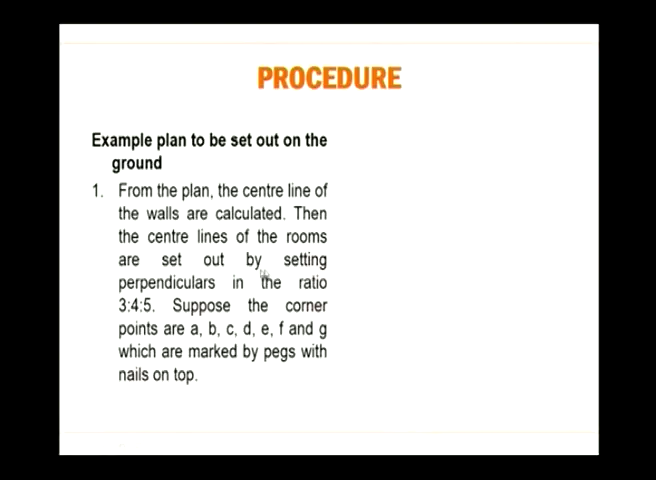 PROCEDURE
Example plan to be set out on the
ground
1. From the plan, the centre line of
the walls are calculated. Then
the centre lines of the rooms
are set out by setting
perpendiculars in the ratio
3:4:5. Suppose the corner
points are a, b, c, d, e, f and g
which are marked by pegs with
nails on top.